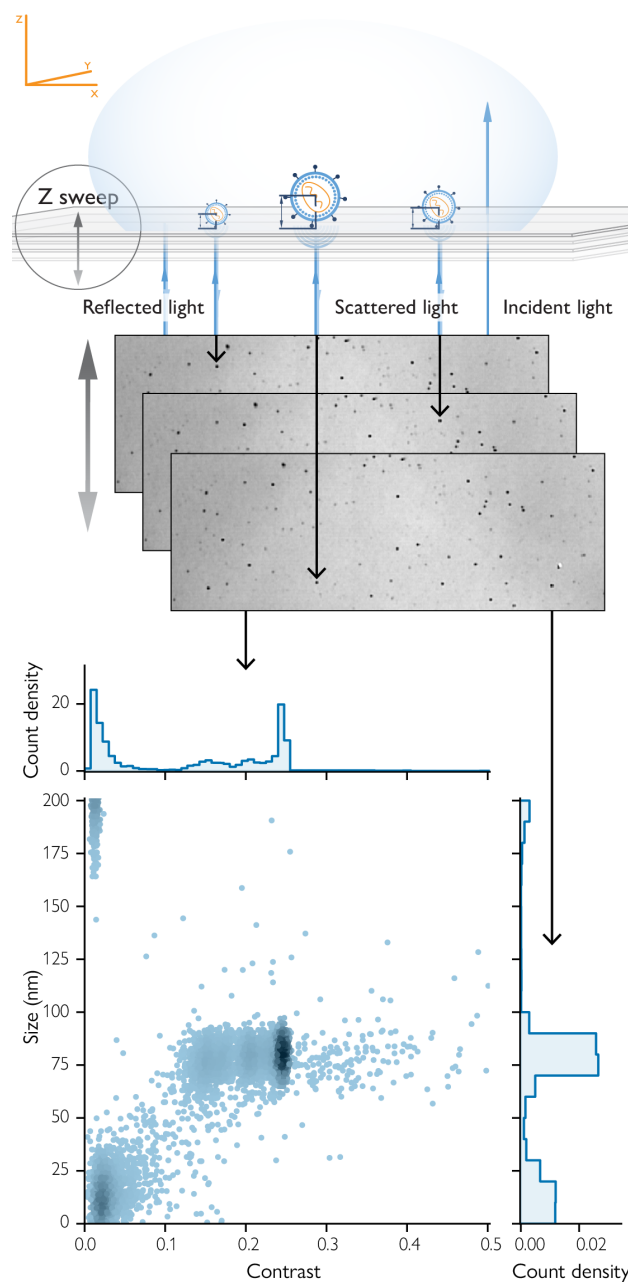 Z
Y
X
Z sweep
Reflected light
Scattered light
Incident light
Count density
20
0
0.0
0.1
0.2
0.3
0.4
0.5
Contrast
Size (nm)
200
175
150
125
100
75
50
25
0
0.00
0.02
Count density